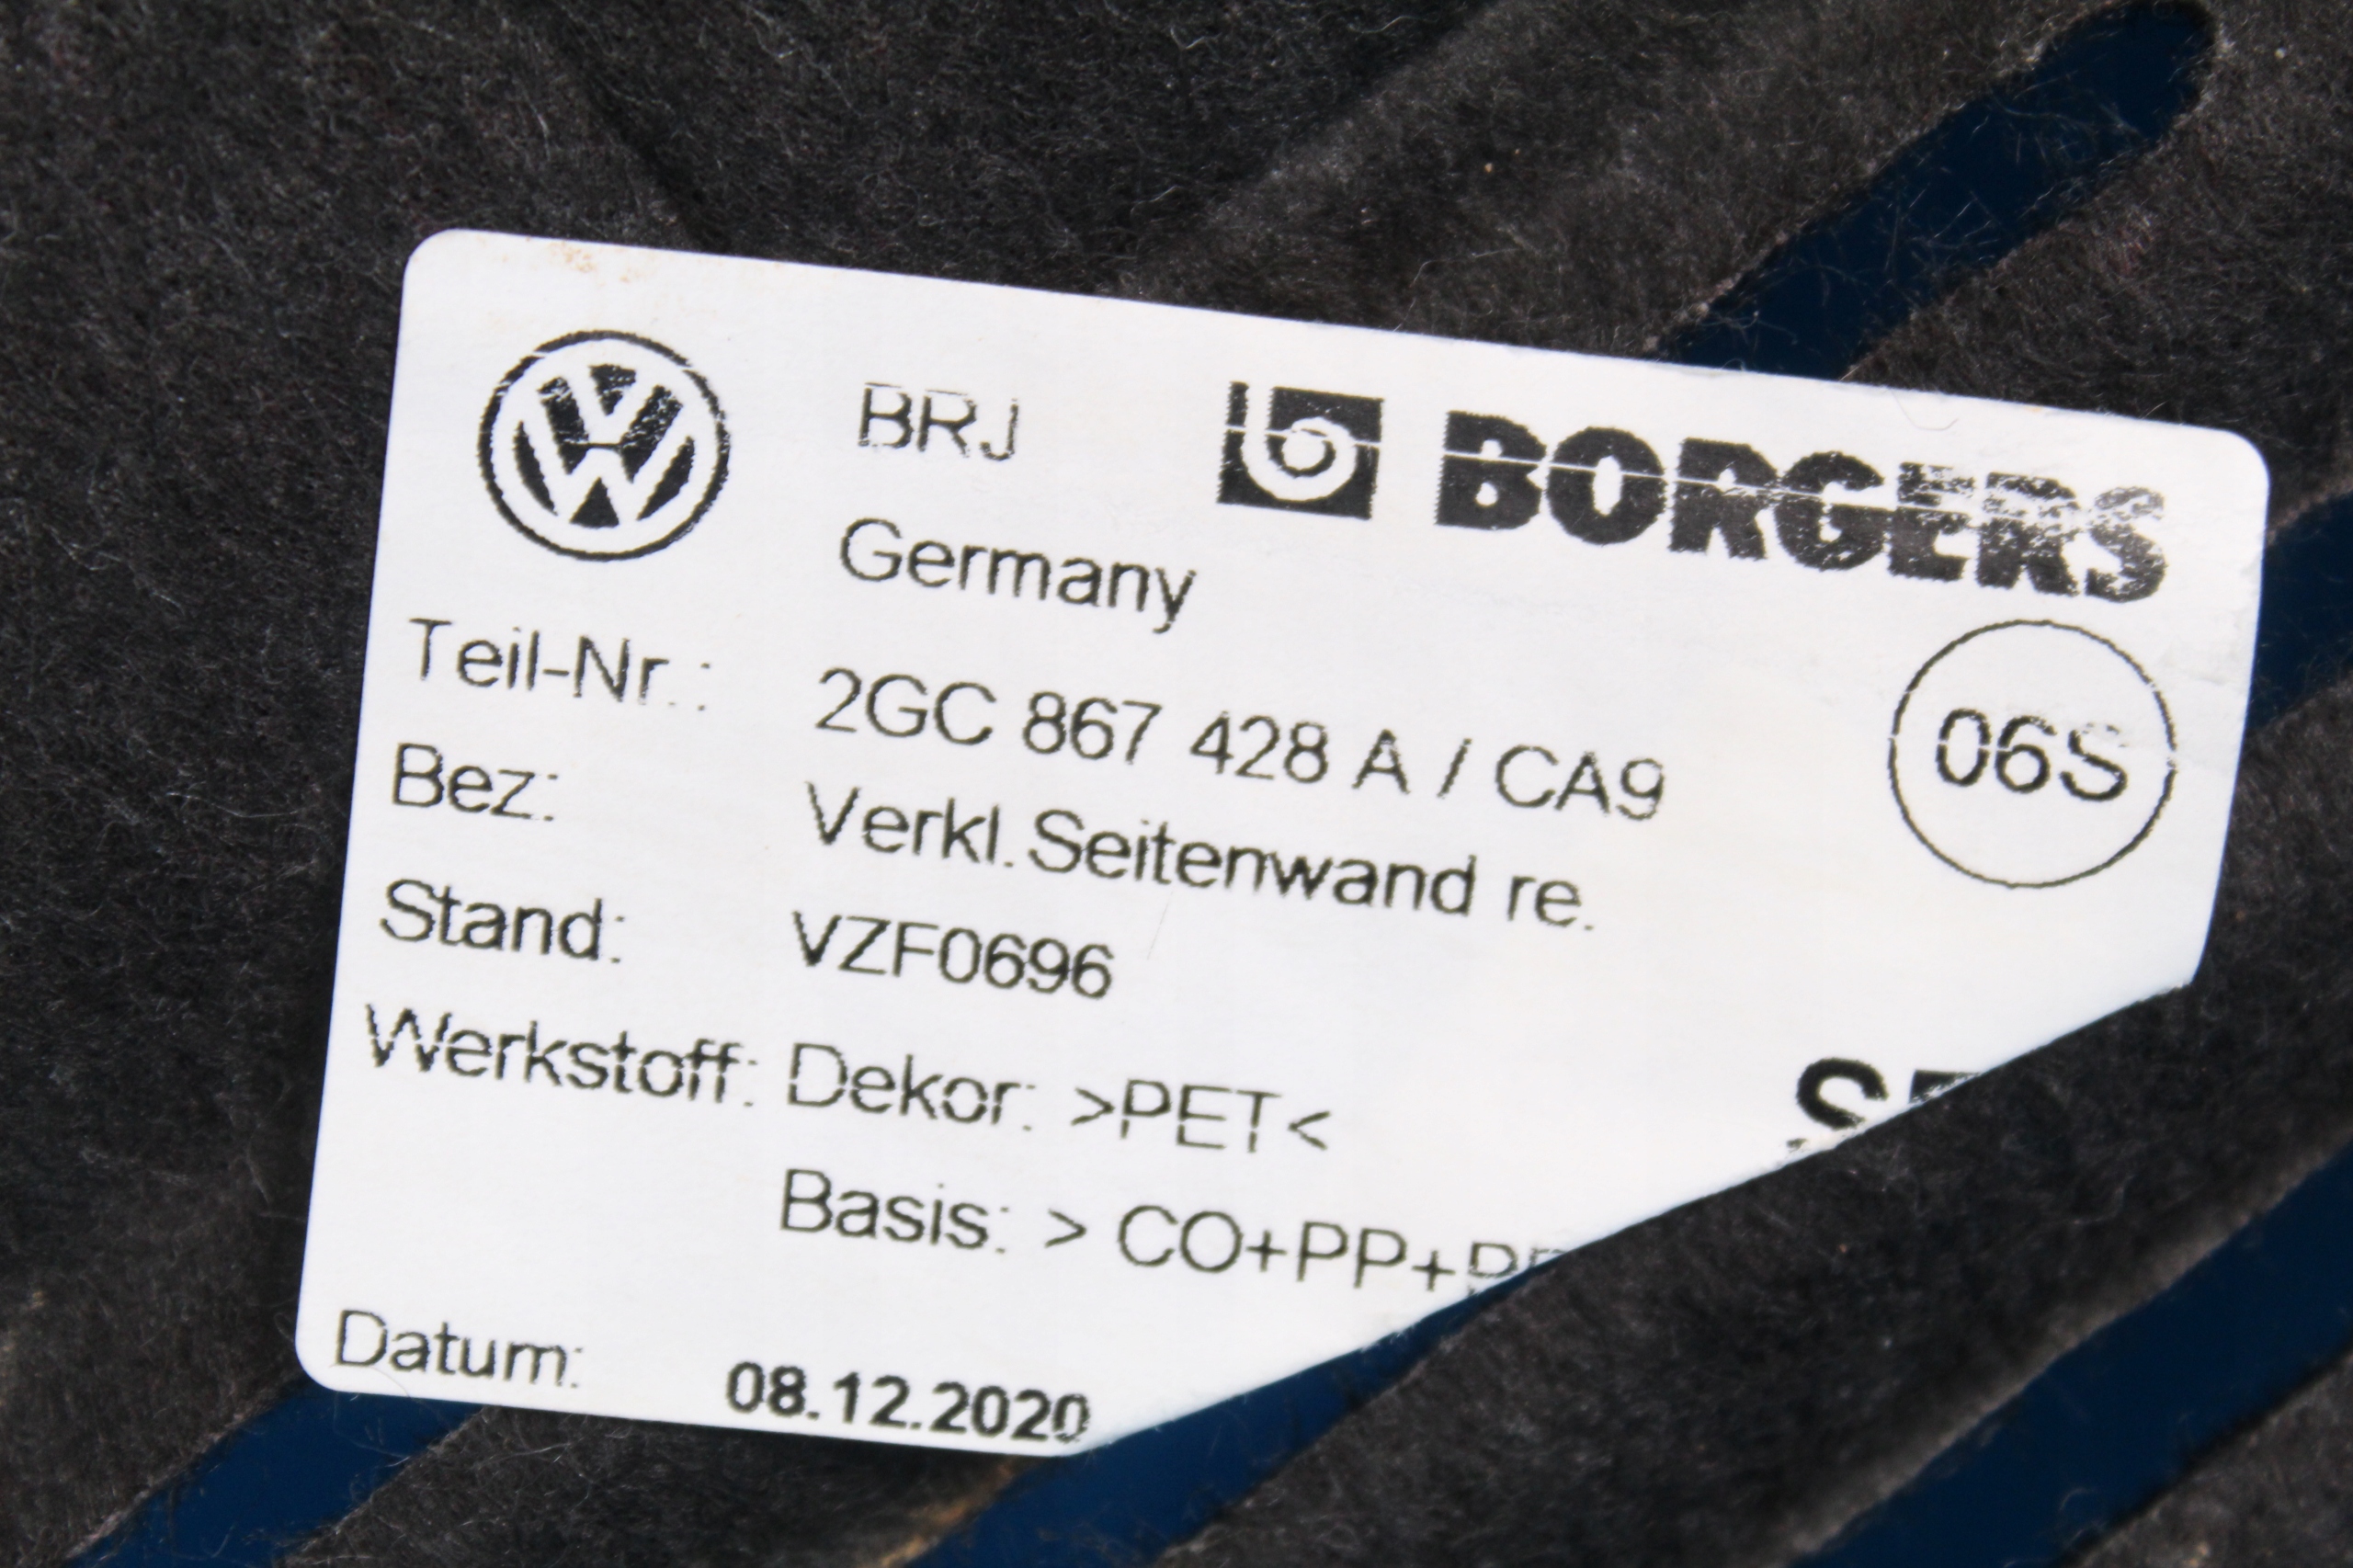 BRJ
BORGERS
Germany
Teil-Nr.: 2GC 867 428 A / CA9
06S
Bez: Verkl.Seitenwand re.
Stand: VZF0696
Werkstoff: Dekor: >PET<
Basis: > CO+PP+
Datum: 08.12.2020